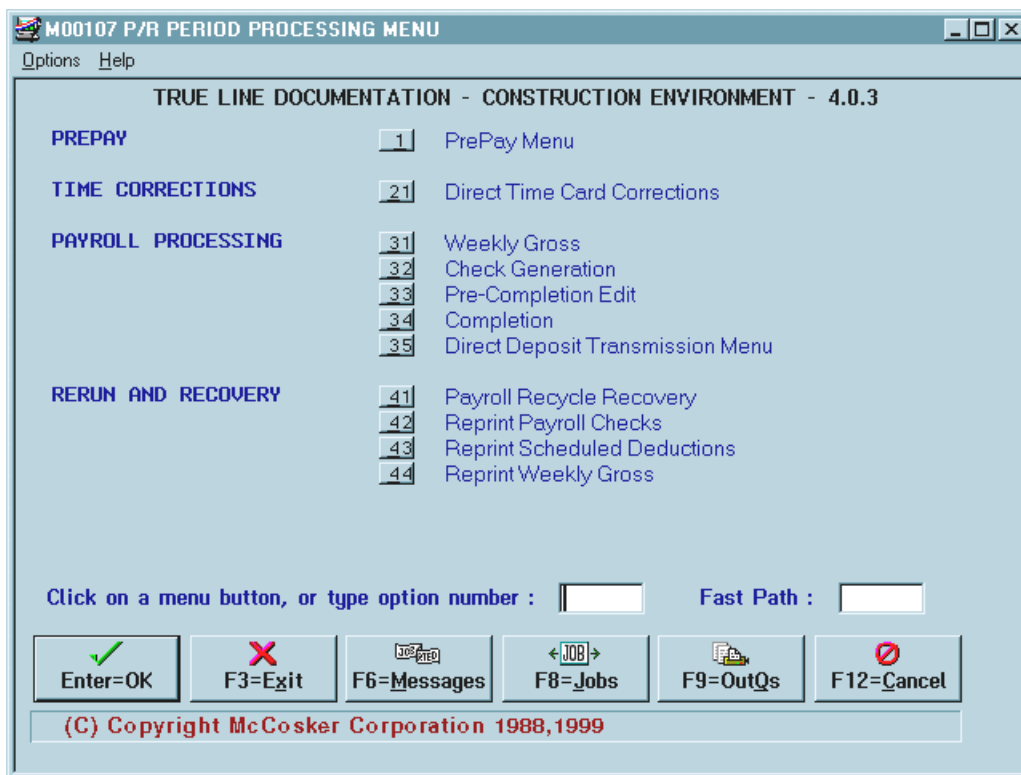 M00107 P/R PERIOD PROCESSING MENU
Options Help
TRUE LINE DOCUMENTATION - CONSTRUCTION ENVIRONMENT - 4.0.3
PREPAY 1 PrePay Menu
TIME CORRECTIONS 21 Direct Time Card Corrections
PAYROLL PROCESSING 31 Weekly Gross
32 Check Generation
33 Pre-Completion Edit
34 Completion
35 Direct Deposit Transmission Menu
RERUN AND RECOVERY 41 Payroll Recycle Recovery
42 Reprint Payroll Checks
43 Reprint Scheduled Deductions
44 Reprint Weekly Gross
Click on a menu button, or type option number : Fast Path :
JOB
Enter=OK F3=Exit F6=Messages F8=Jobs F9=OutQs F12=Cancel
(C) Copyright McCosker Corporation 1988,1999